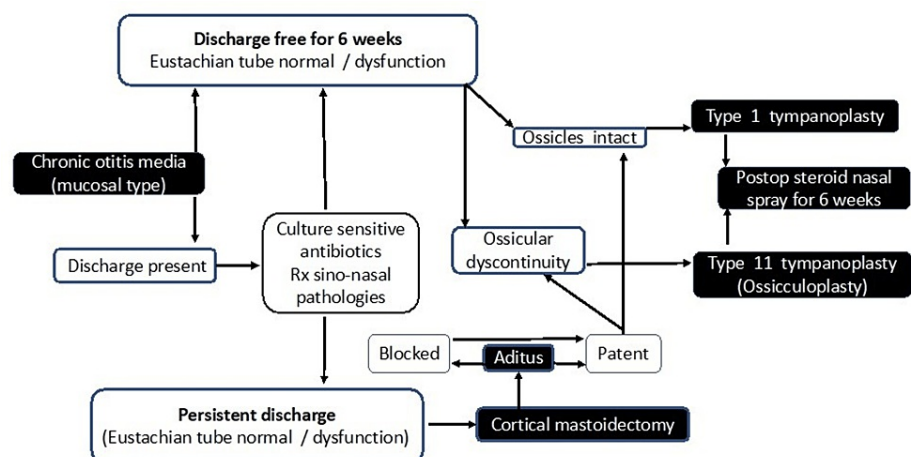 Discharge free for 6 weeks
Eustachian tube normal / dysfunction
Type 1 tympanoplasty
Ossicles intact
Chronic otitis media
(mucosal type)
Postop steroid nasal
spray for 6 weeks
Culture sensitive
antibiotics
Rx sino-nasal
pathologies
Ossicular
dyscontinuity
Discharge present
Type 11 tympanoplasty
(Ossicculoplasty)
Blocked
Aditus
Patent
Persistent discharge
(Eustachian tube normal / dysfunction)
Cortical mastoidectomy